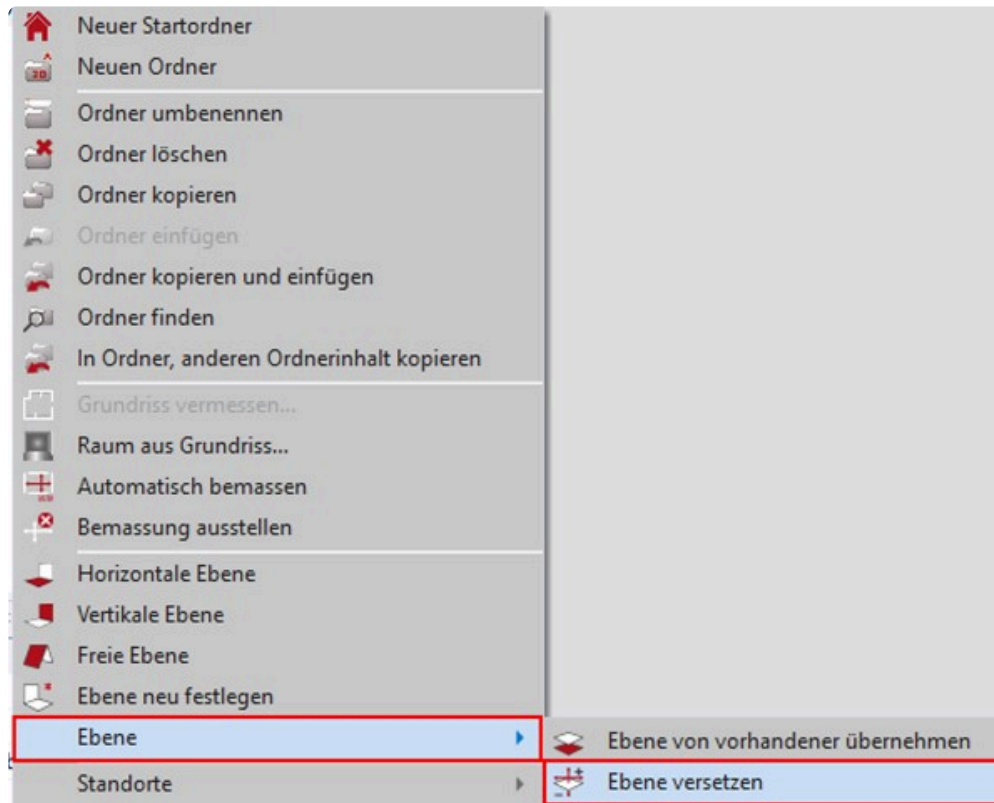 Neuer Startordner
Neuen Ordner
Ordner umbenennen
Ordner löschen
Ordner kopieren
Ordner einfügen
Ordner kopieren und einfügen
Ordner finden
In Ordner, anderen Ordnerinhalt kopieren
Grundriss vermessen...
Raum aus Grundriss...
Automatisch bemassen
Bemassung ausstellen
Horizontale Ebene
Vertikale Ebene
Freie Ebene
Ebene neu festlegen
Ebene
Ebene von vorhandener übernehmen
Standorte
Ebene versetzen